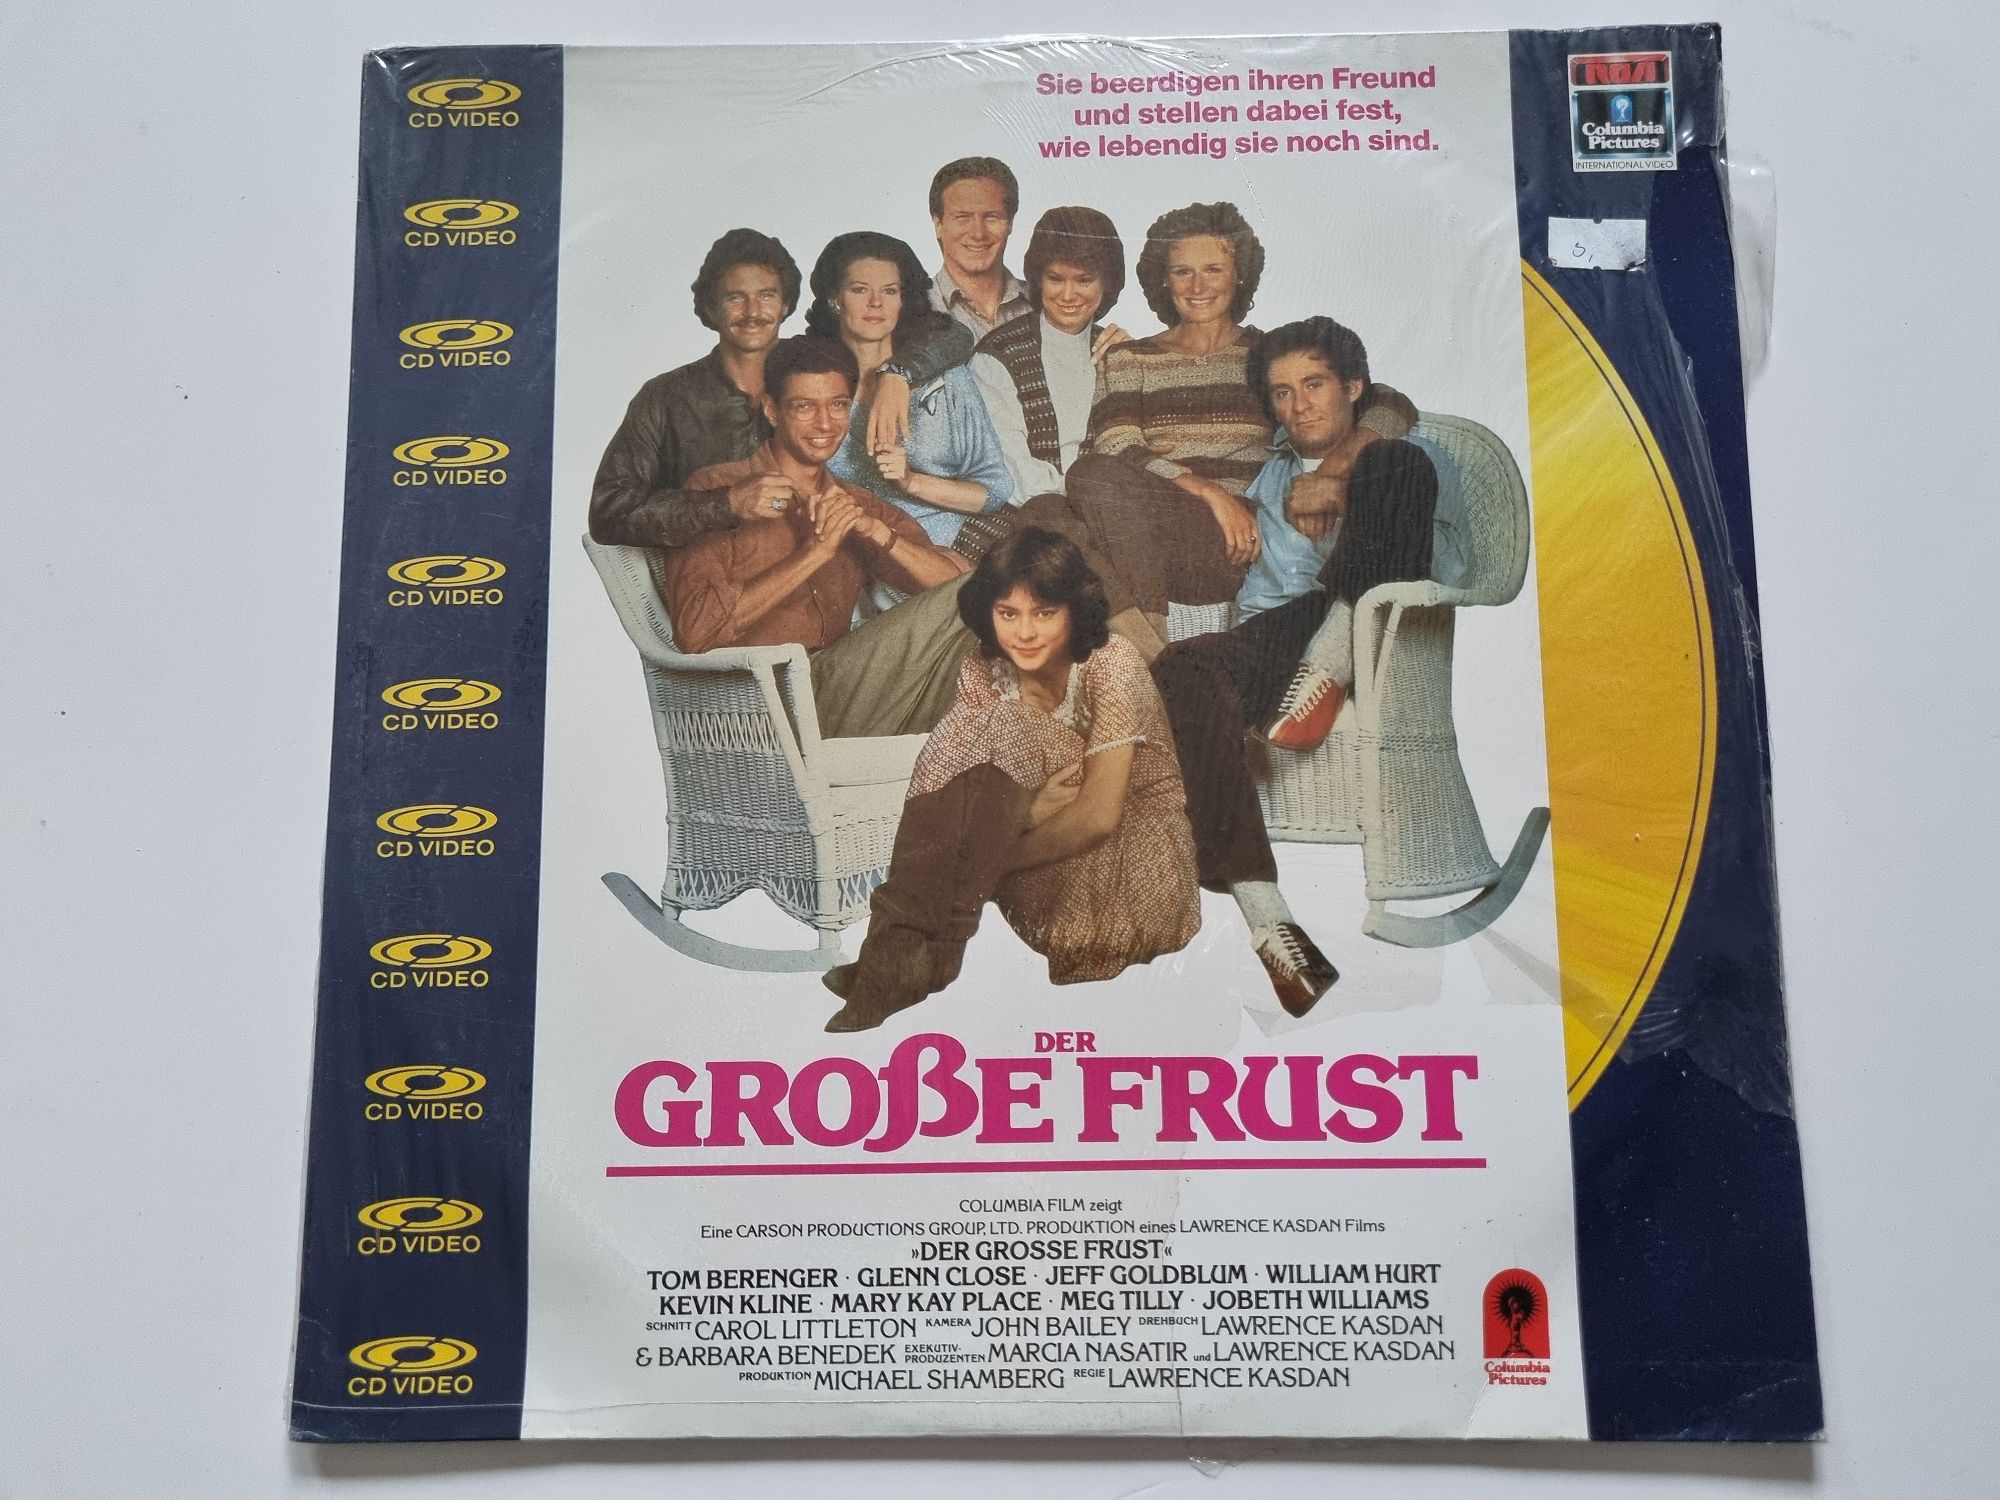 CD VIDEO
CD VIDEO
CD VIDEO
CD VIDEO
CD VIDEO
CD VIDEO
CD VIDEO
CD VIDEO
CD VIDEO
CD VIDEO
CD VIDEO
Sie beerdigen ihren Freund
und stellen dabei fest,
wie lebendig sie noch sind.
RCA
Columbia
Pictures
INTERNATIONAL VIDEO
DER
GROßE FRUST
COLUMBIA FILM zeigt
Eine CARSON PRODUCTIONS GROUP, LTD. PRODUKTION eines LAWRENCE KASDAN Films
»DER GROSSE FRUST«
TOM BERENGER · GLENN CLOSE · JEFF GOLDBLUM · WILLIAM HURT
KEVIN KLINE · MARY KAY PLACE · MEG TILLY · JOBETH WILLIAMS
SCHNITT CAROL LITTLETON KAMERA JOHN BAILEY DREHBUCH LAWRENCE KASDAN
& BARBARA BENEDEK EXEKUTIV-PRODUZENTEN MARCIA NASATIR und LAWRENCE KASDAN
PRODUKTION MICHAEL SHAMBERG REGIE LAWRENCE KASDAN
Columbia
Pictures